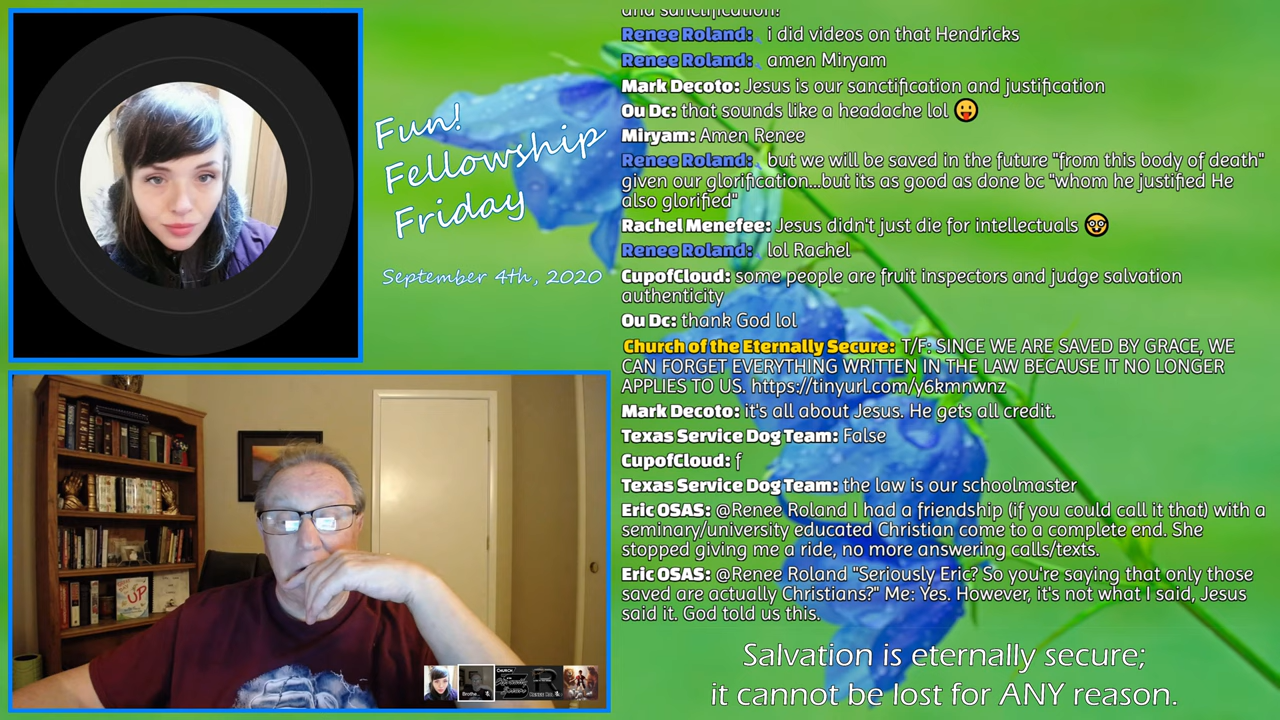 Fun!
Fellowship
Friday
September 4th, 2020
and sanctification!
Renee Roland: i did videos on that Hendricks
Renee Roland: amen Miryam
Mark Decoto: Jesus is our sanctification and justification
Ou Dc: that sounds like a headache lol 😛
Miryam: Amen Renee
Renee Roland: but we will be saved in the future "from this body of death"
given our glorification...but its as good as done bc "whom he justified He
also glorified"
Rachel Menefee: Jesus didn't just die for intellectuals 🤓
Renee Roland: lol Rachel
CupofCloud: some people are fruit inspectors and judge salvation
authenticity
Ou Dc: thank God lol
Church of the Eternally Secure: T/F: SINCE WE ARE SAVED BY GRACE, WE
CAN FORGET EVERYTHING WRITTEN IN THE LAW BECAUSE IT NO LONGER
APPLIES TO US. https://tinyurl.com/y6kmnwnz
Mark Decoto: it's all about Jesus. He gets all credit.
Texas Service Dog Team: False
CupofCloud: f
Texas Service Dog Team: the law is our schoolmaster
Eric OSAS: @Renee Roland I had a friendship (if you could call it that) with a
seminary/university educated Christian come to a complete end. She
stopped giving me a ride, no more answering calls/texts.
Eric OSAS: @Renee Roland "Seriously Eric? So you're saying that only those
saved are actually Christians?" Me: Yes. However, it's not what I said, Jesus
said it. God told us this.
Salvation is eternally secure;
it cannot be lost for ANY reason.
UP
Brothe...